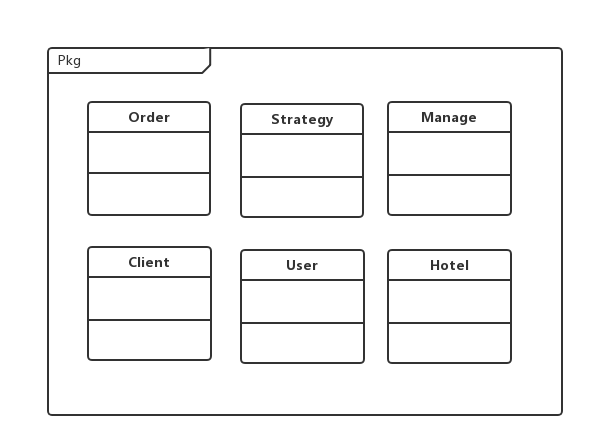 Pkg
Order
Strategy
Manage
Client
User
Hotel